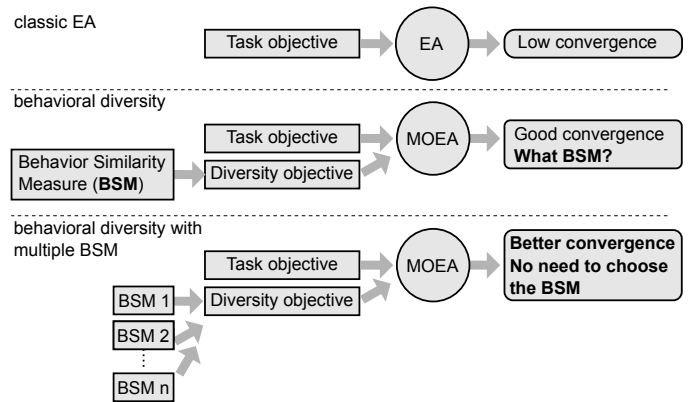 classic EA
Task objective
EA
Low convergence
behavioral diversity
Task objective
MOEA
Good convergence
What BSM?
Behavior Similarity
Measure (BSM)
Diversity objective
behavioral diversity with
multiple BSM
Task objective
MOEA
Better convergence
No need to choose
the BSM
BSM 1
Diversity objective
BSM 2
BSM n